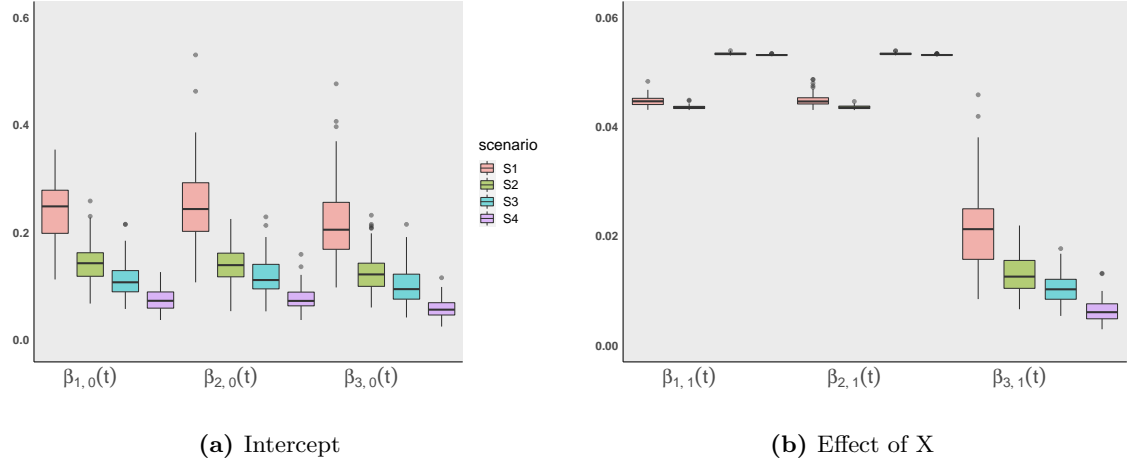 0.6
0.4
0.2
0.0
β1, 0(t)
β2, 0(t)
β3, 0(t)
scenario
S1
S2
S3
S4
0.06
0.04
0.02
0.00
β1, 1(t)
β2, 1(t)
β3, 1(t)
(a) Intercept
(b) Effect of X